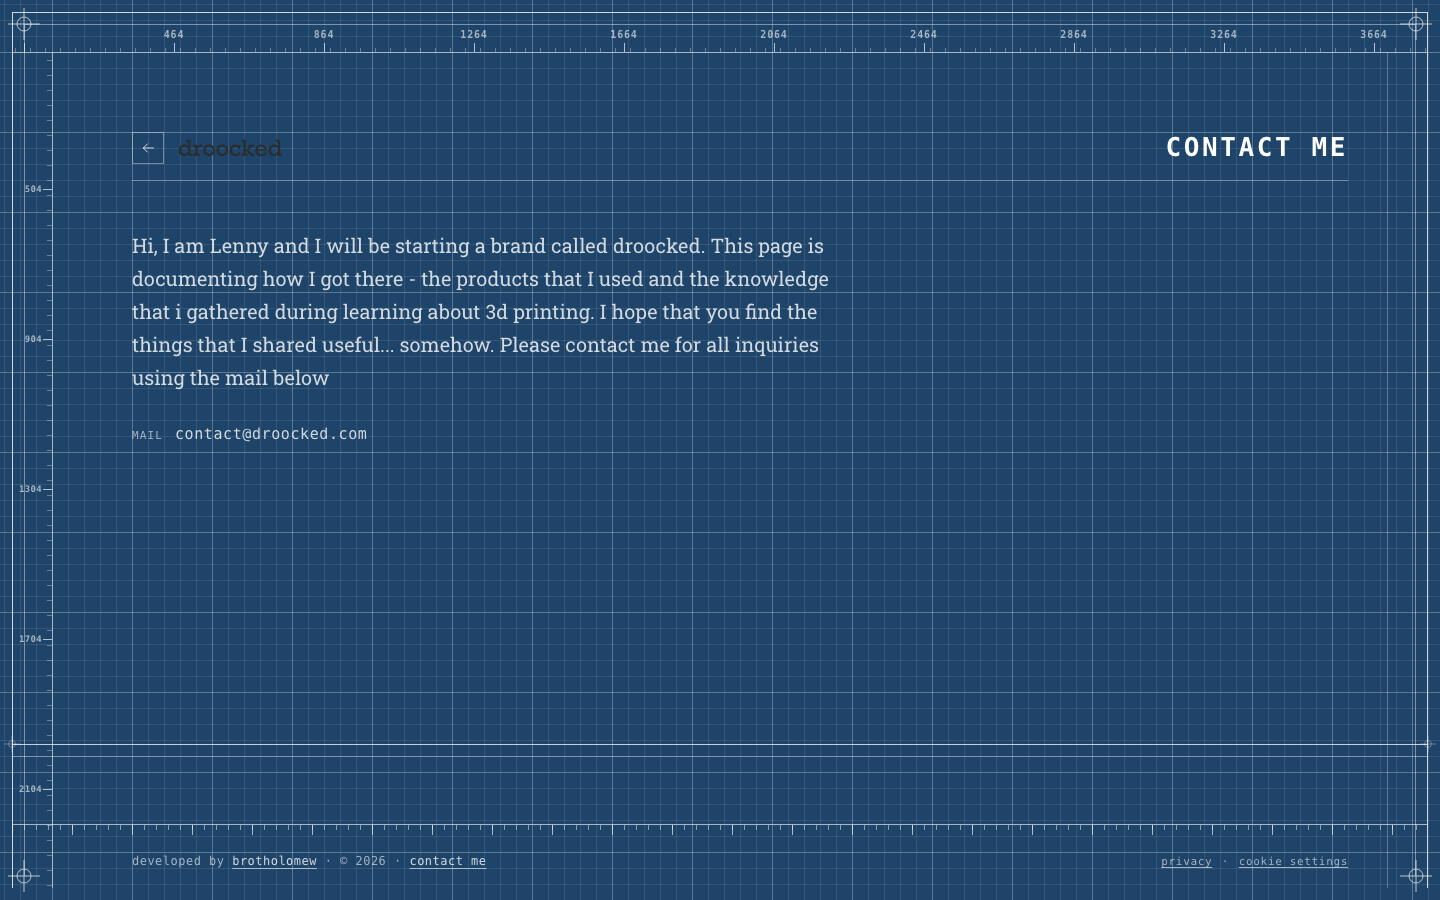 464 864 1264 1664 2064 2464 2864 3264 3664
droocked
CONTACT ME
504
Hi, I am Lenny and I will be starting a brand called droocked. This page is
documenting how I got there - the products that I used and the knowledge
that i gathered during learning about 3d printing. I hope that you find the
904
things that I shared useful... somehow. Please contact me for all inquiries
using the mail below
MAIL contact@droocked.com
1304
1704
2104
developed by brotholomew · © 2026 · contact me
privacy · cookie settings